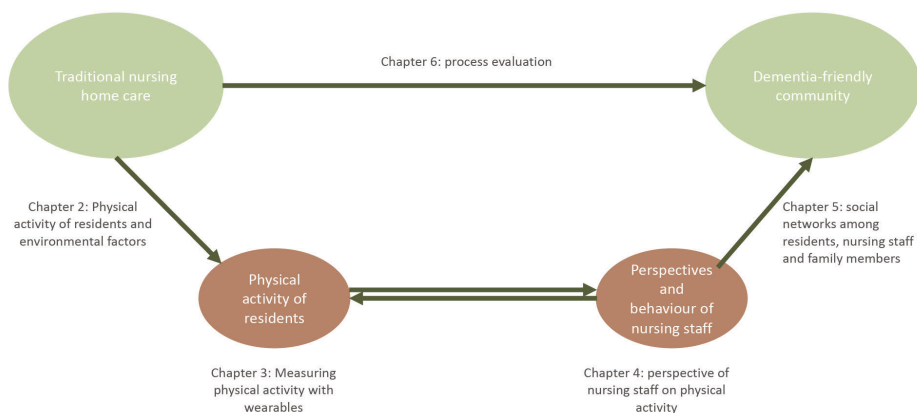 Traditional nursing
home care
Chapter 6: process evaluation
Dementia-friendly
community
Chapter 2: Physical
activity of residents and
environmental factors
Chapter 5: social
networks among
residents, nursing staff
and family members
Physical
activity of
residents
Perspectives
and
behaviour of
nursing staff
Chapter 3: Measuring
physical activity with
wearables
Chapter 4: perspective of
nursing staff on physical
activity